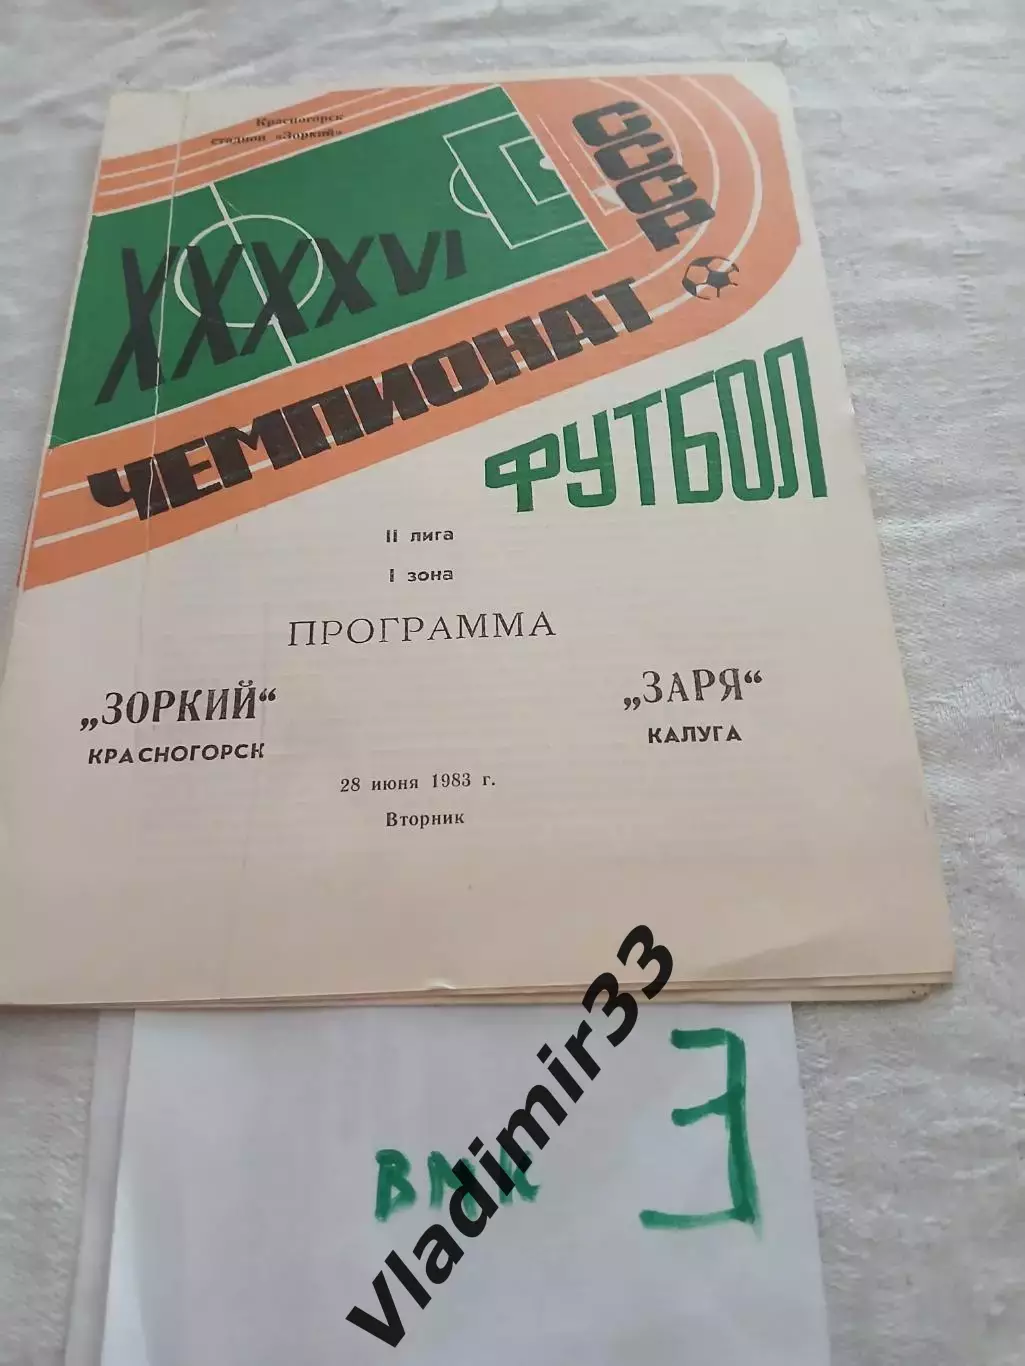 Красногорск
стадион «Зоркий»
XXXXVI
ЧЕМПИОНАТ
СССР
ФУТБОЛ
II лига
I зона
ПРОГРАММА
„ЗОРКИЙ“
КРАСНОГОРСК
„ЗАРЯ“
КАЛУГА
28 июня 1983 г.
Вторник
Vladimir33